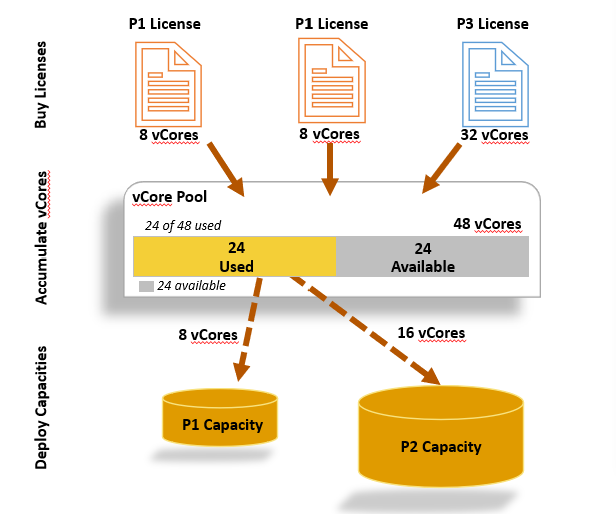 Buy Licenses
P1 License
P1 License
P3 License
8 vCores
8 vCores
32 vCores
Accumulate vCores
vCore Pool
24 of 48 used
48 vCores
24
Used
24
Available
24 available
Deploy Capacities
8 vCores
16 vCores
P1 Capacity
P2 Capacity